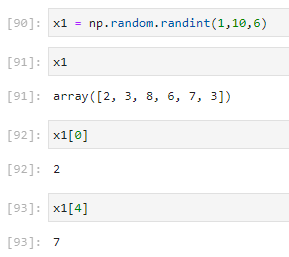 [90]: x1 = np.random.randint(1,10,6)
[91]: x1
[91]: array([2, 3, 8, 6, 7, 3])
[92]: x1[0]
[92]: 2
[93]: x1[4]
[93]: 7